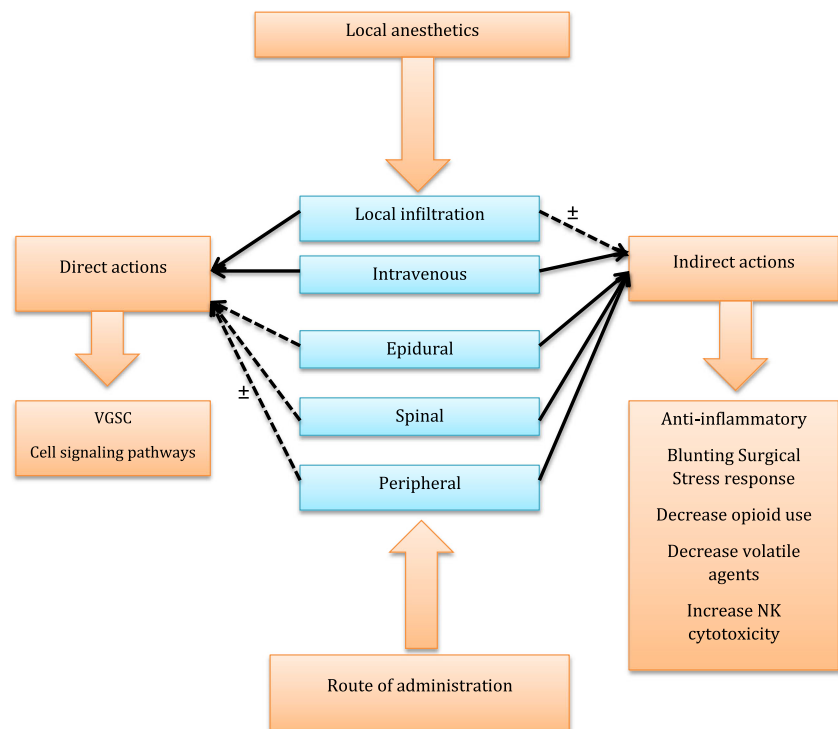 Local anesthetics
Local infiltration
±
Direct actions
Intravenous
Indirect actions
Epidural
±
VGSC
Cell signaling pathways
Spinal
Peripheral
Anti-inflammatory
Blunting Surgical
Stress response
Decrease opioid use
Decrease volatile
agents
Increase NK
cytotoxicity
Route of administration